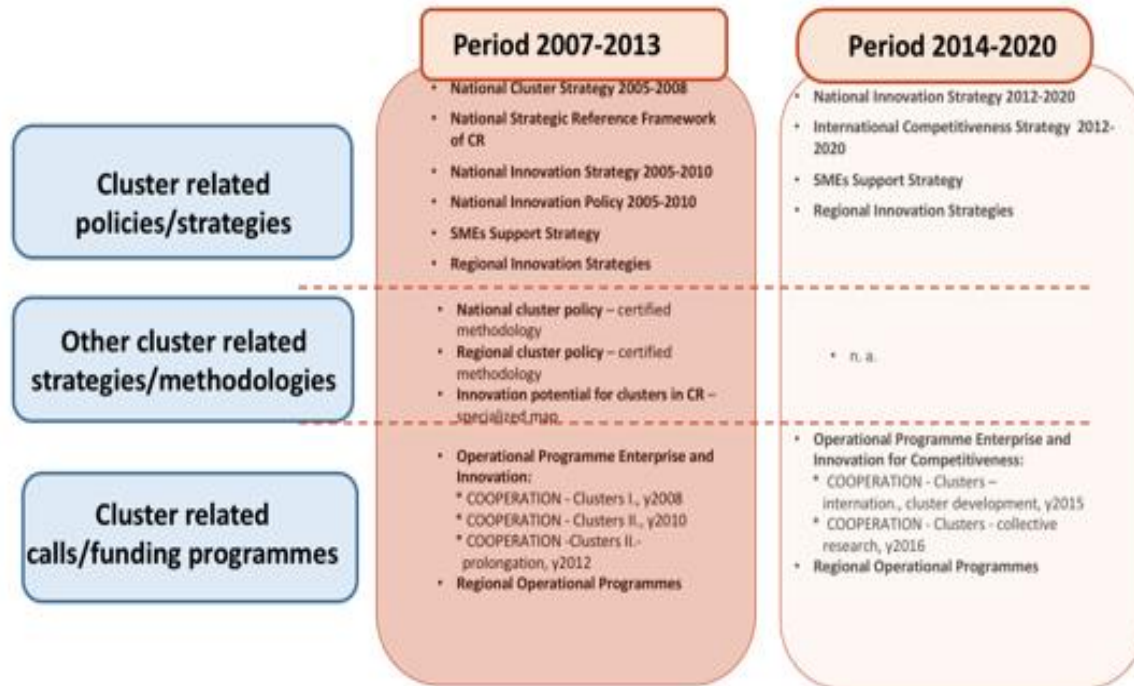 Period 2007-2013
Period 2014-2020
Cluster related
policies/strategies
• National Cluster Strategy 2005-2008
• National Strategic Reference Framework
of CR
• National Innovation Strategy 2005-2010
• National Innovation Policy 2005-2010
• SMEs Support Strategy
• Regional Innovation Strategies
• National Innovation Strategy 2012-2020
• International Competitiveness Strategy 2012-
2020
• SMEs Support Strategy
• Regional Innovation Strategies
Other cluster related
strategies/methodologies
• National cluster policy – certified
methodology
• Regional cluster policy – certified
methodology
• Innovation potential for clusters in CR –
specialized map
• n. a.
Cluster related
calls/funding programmes
• Operational Programme Enterprise and
Innovation:
* COOPERATION - Clusters I., y2008
* COOPERATION - Clusters II., y2010
* COOPERATION -Clusters II.-
prolongation, y2012
• Regional Operational Programmes
• Operational Programme Enterprise and
Innovation for Competitiveness:
* COOPERATION - Clusters –
internation., cluster development, y2015
* COOPERATION - Clusters - collective
research, y2016
• Regional Operational Programmes